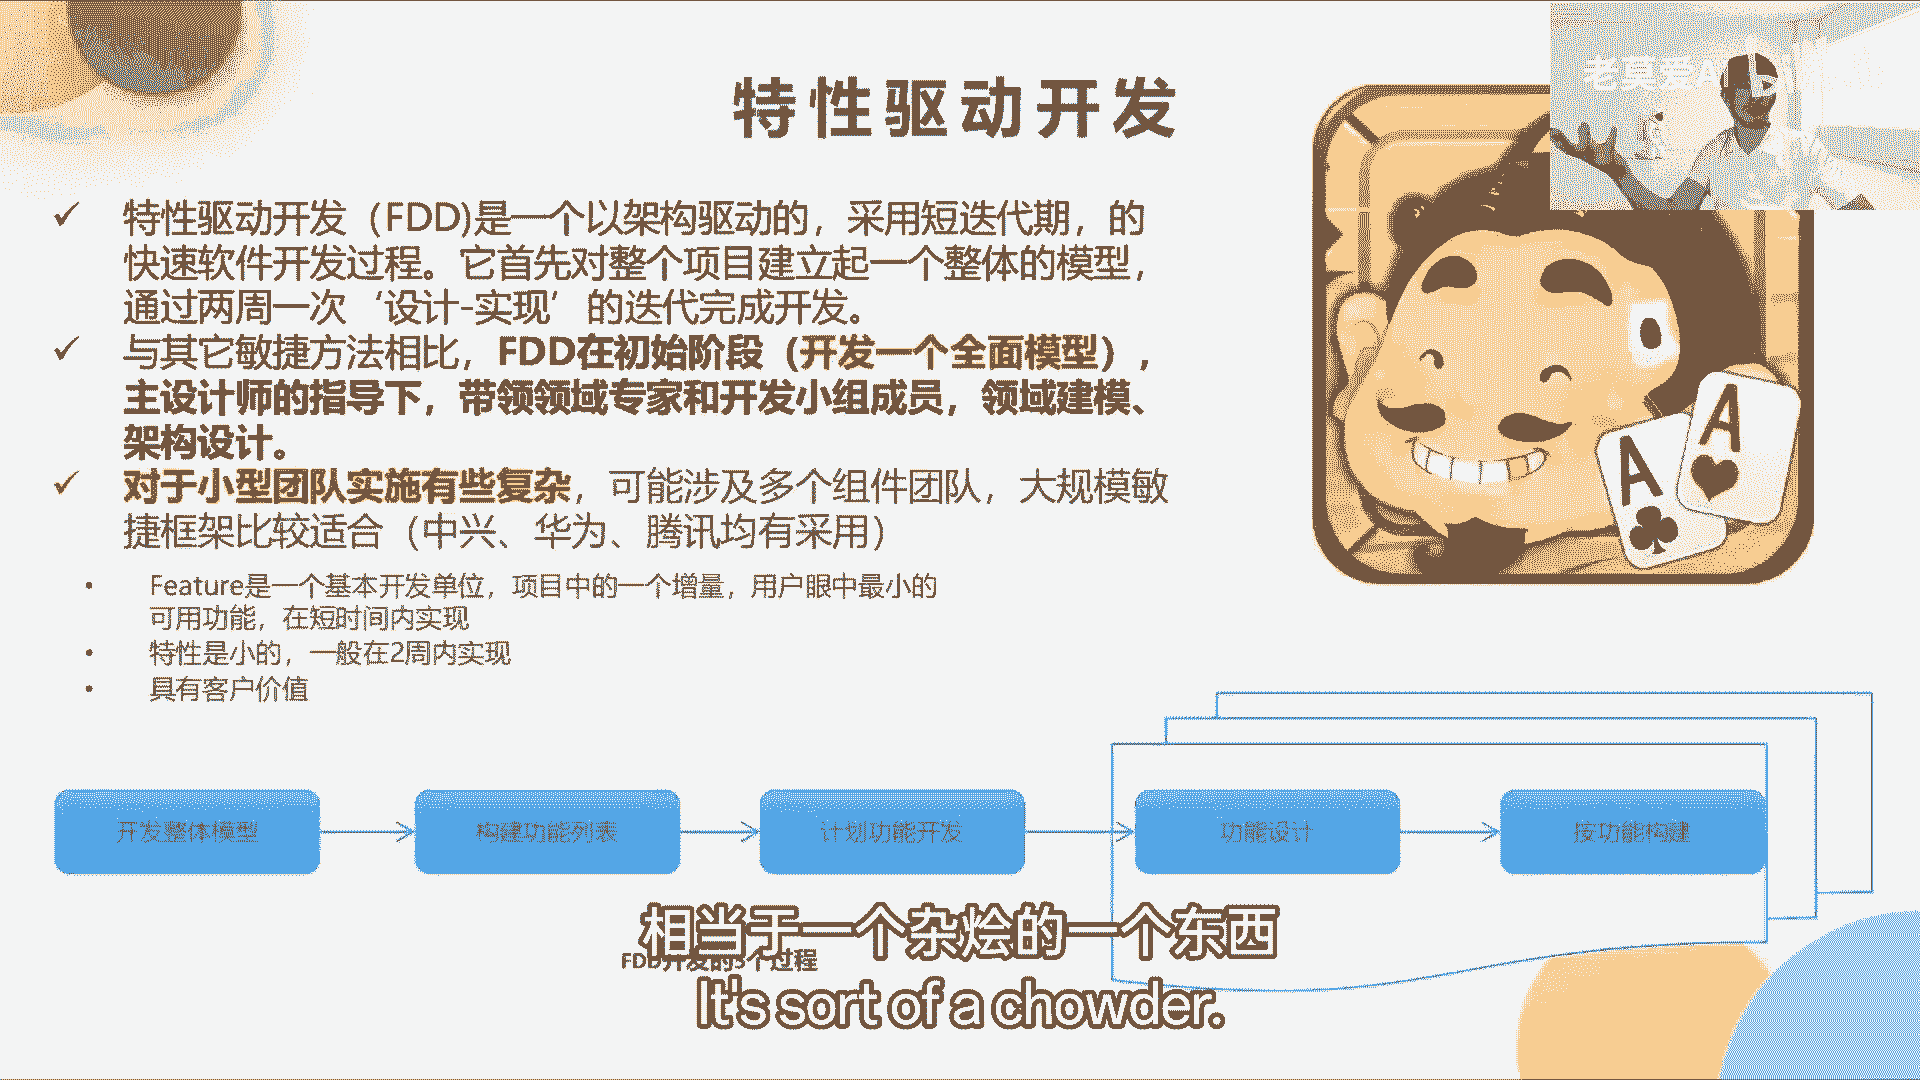 特性驱动开发
老莫爱A
特性驱动开发（FDD)是一个以架构驱动的，采用短迭代期，的
快速软件开发过程。它首先对整个项目建立起一个整体的模型，
通过两周一次‘设计-实现’的迭代完成开发。
与其它敏捷方法相比，FDD在初始阶段（开发一个全面模型），
主设计师的指导下，带领领域专家和开发小组成员，领域建模、
架构设计。
对于小型团队实施有些复杂，可能涉及多个组件团队，大规模敏
捷框架比较适合（中兴、华为、腾讯均有采用）
A
A
Feature是一个基本开发单位，项目中的一个增量，用户眼中最小的
可用功能，在短时间内实现
特性是小的，一般在2周内实现
具有客户价值
开发整体模型
构建功能列表
计划功能开发
功能设计
按功能构建
相当于一个杂烩的一个东西
FDD开发的5个过程
It's sort of a chowder.